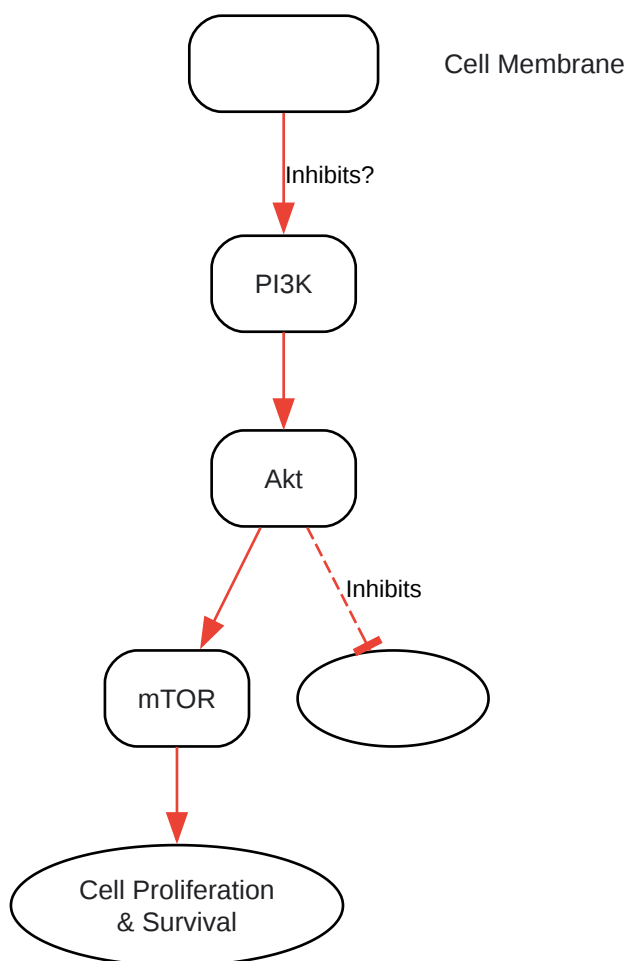 Cell Membrane
Inhibits?
PI3K
Akt
Inhibits
mTOR
Cell Proliferation
& Survival